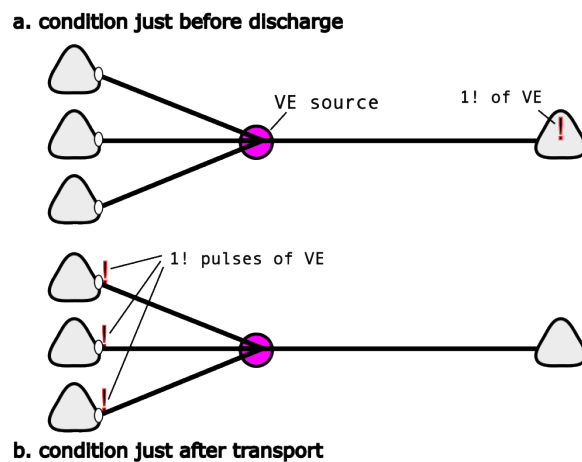 a. condition just before discharge
VE source
1! of VE
!
1! pulses of VE
!
!
!
b. condition just after transport